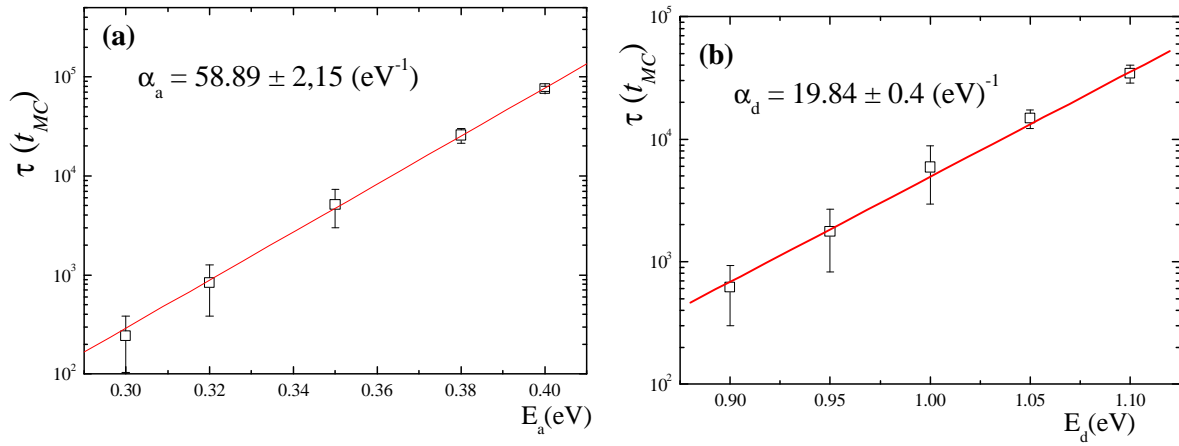 (a)
α_a = 58.89 ± 2,15 (eV^-1)
τ (t_MC)
10^5
10^4
10^3
10^2
0.30 0.32 0.34 0.36 0.38 0.40
E_a(eV)
(b)
α_d = 19.84 ± 0.4 (eV)^-1
τ (t_MC)
10^5
10^4
10^3
10^2
0.90 0.95 1.00 1.05 1.10
E_d(eV)